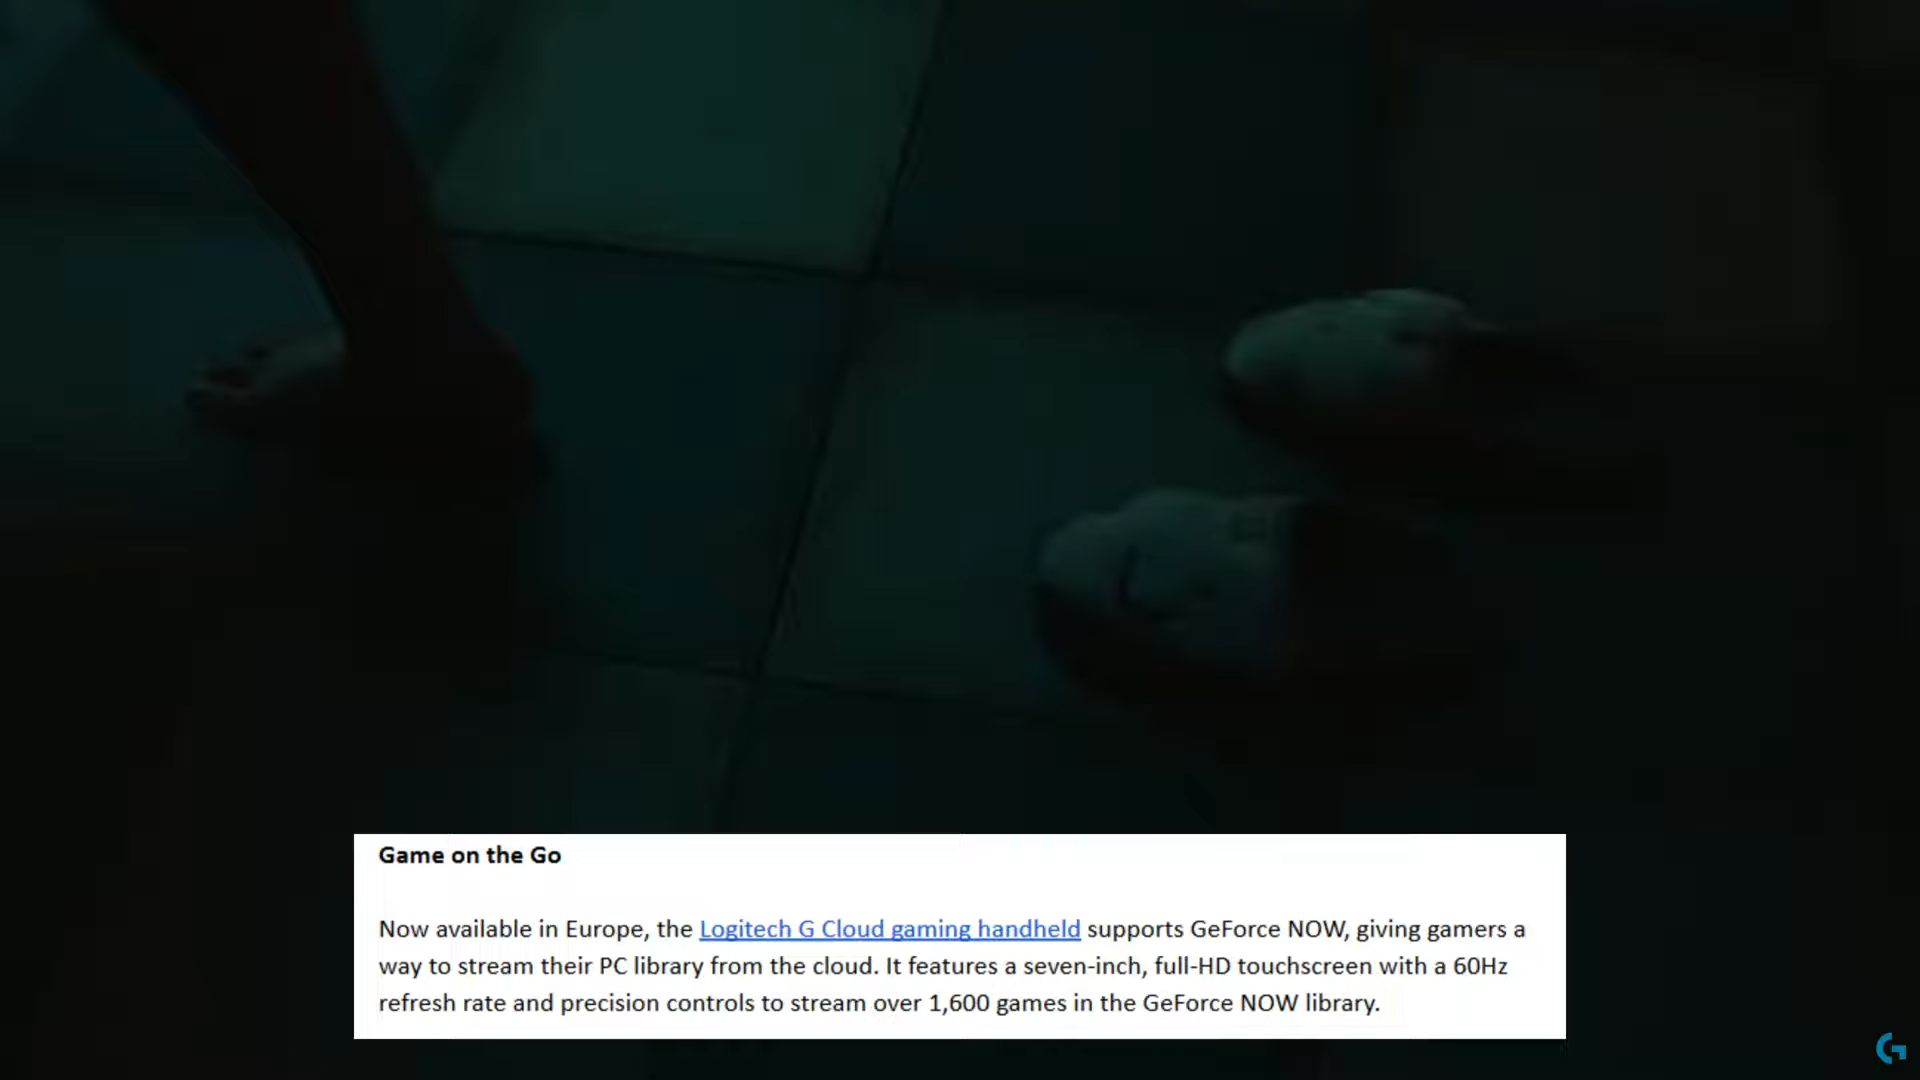 Game on the Go
Now available in Europe, the Logitech G Cloud gaming handheld supports GeForce NOW, giving gamers a
way to stream their PC library from the cloud. It features a seven-inch, full-HD touchscreen with a 60Hz
refresh rate and precision controls to stream over 1,600 games in the GeForce NOW library.